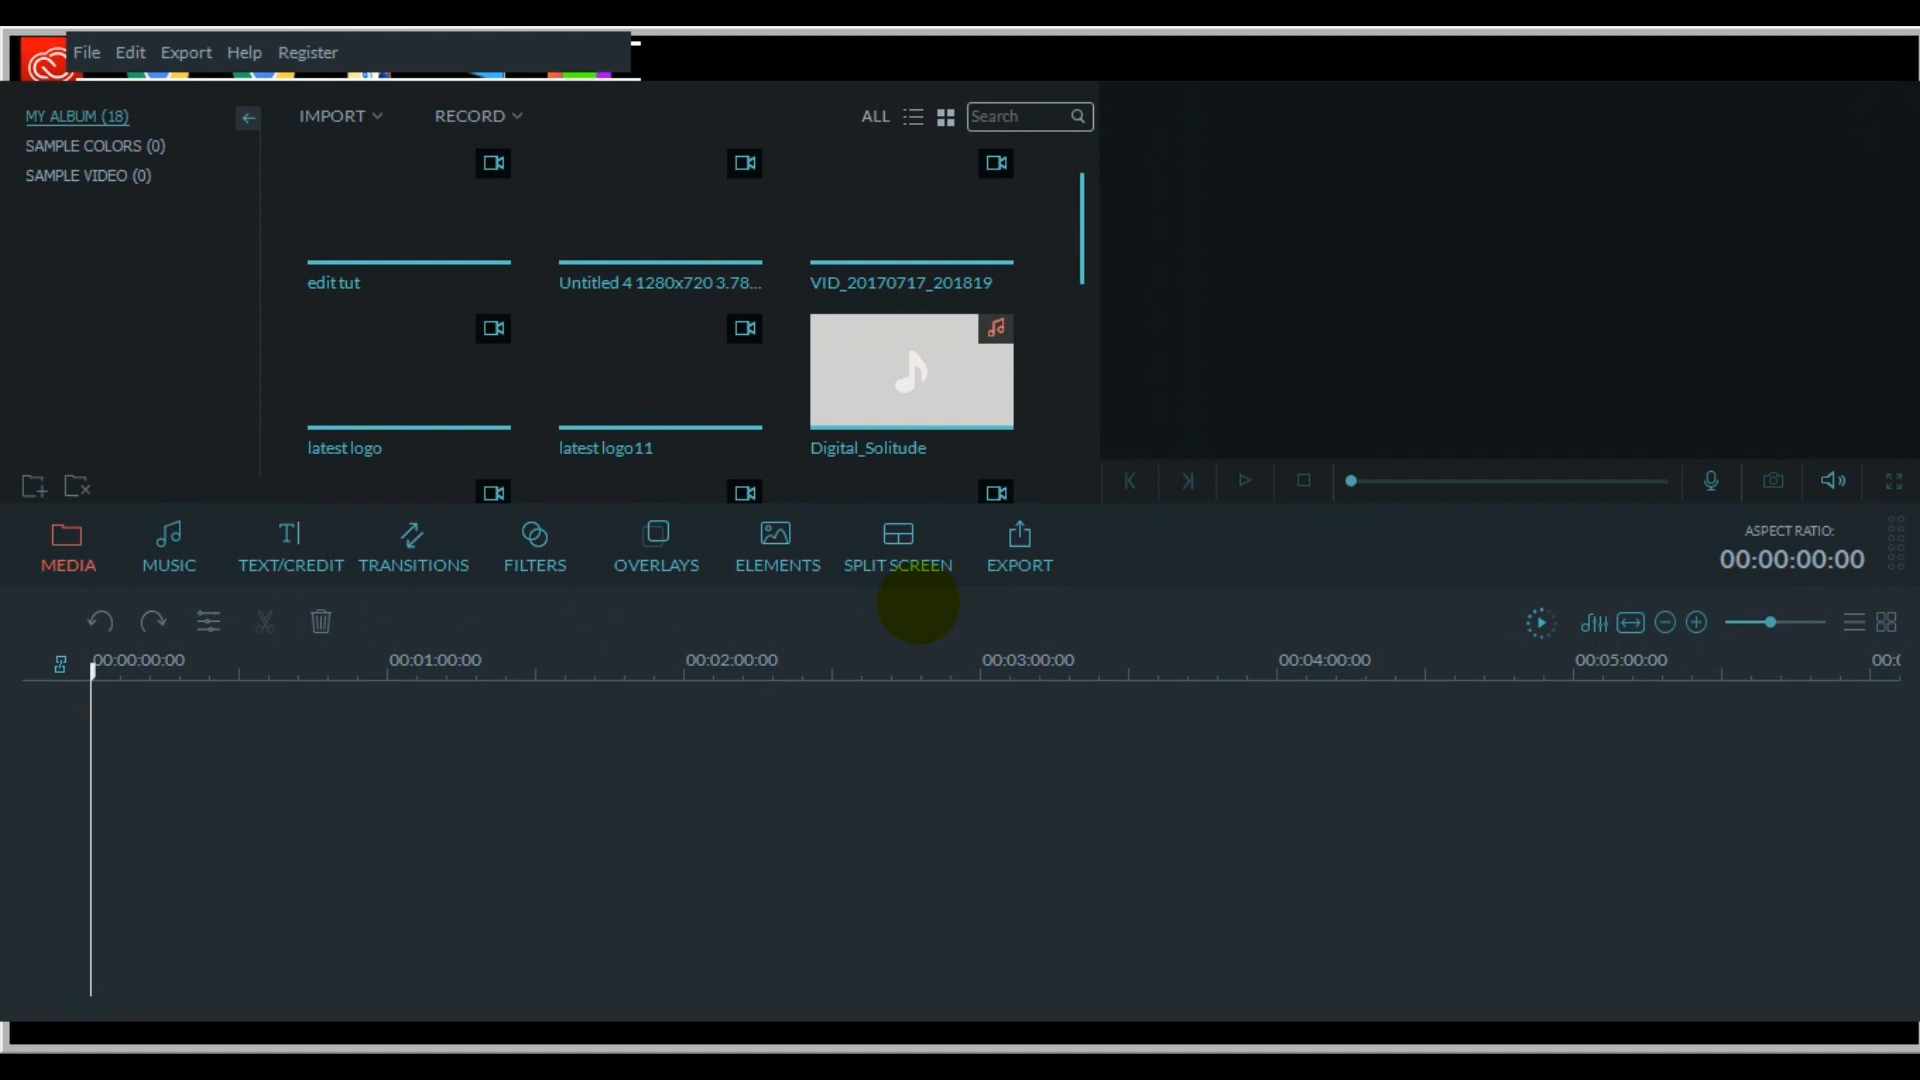 File Edit Export Help Register
MY ALBUM (18)
SAMPLE COLORS (0)
SAMPLE VIDEO (0)
IMPORT RECORD ALL Search
edit tut Untitled 4 1280x720 3.78... VID_20170717_201819
latest logo latest logo11 Digital_Solitude
MEDIA MUSIC TEXT/CREDIT TRANSITIONS FILTERS OVERLAYS ELEMENTS SPLIT SCREEN EXPORT
ASPECT RATIO:
00:00:00:00
00:00:00:00 00:01:00:00 00:02:00:00 00:03:00:00 00:04:00:00 00:05:00:00